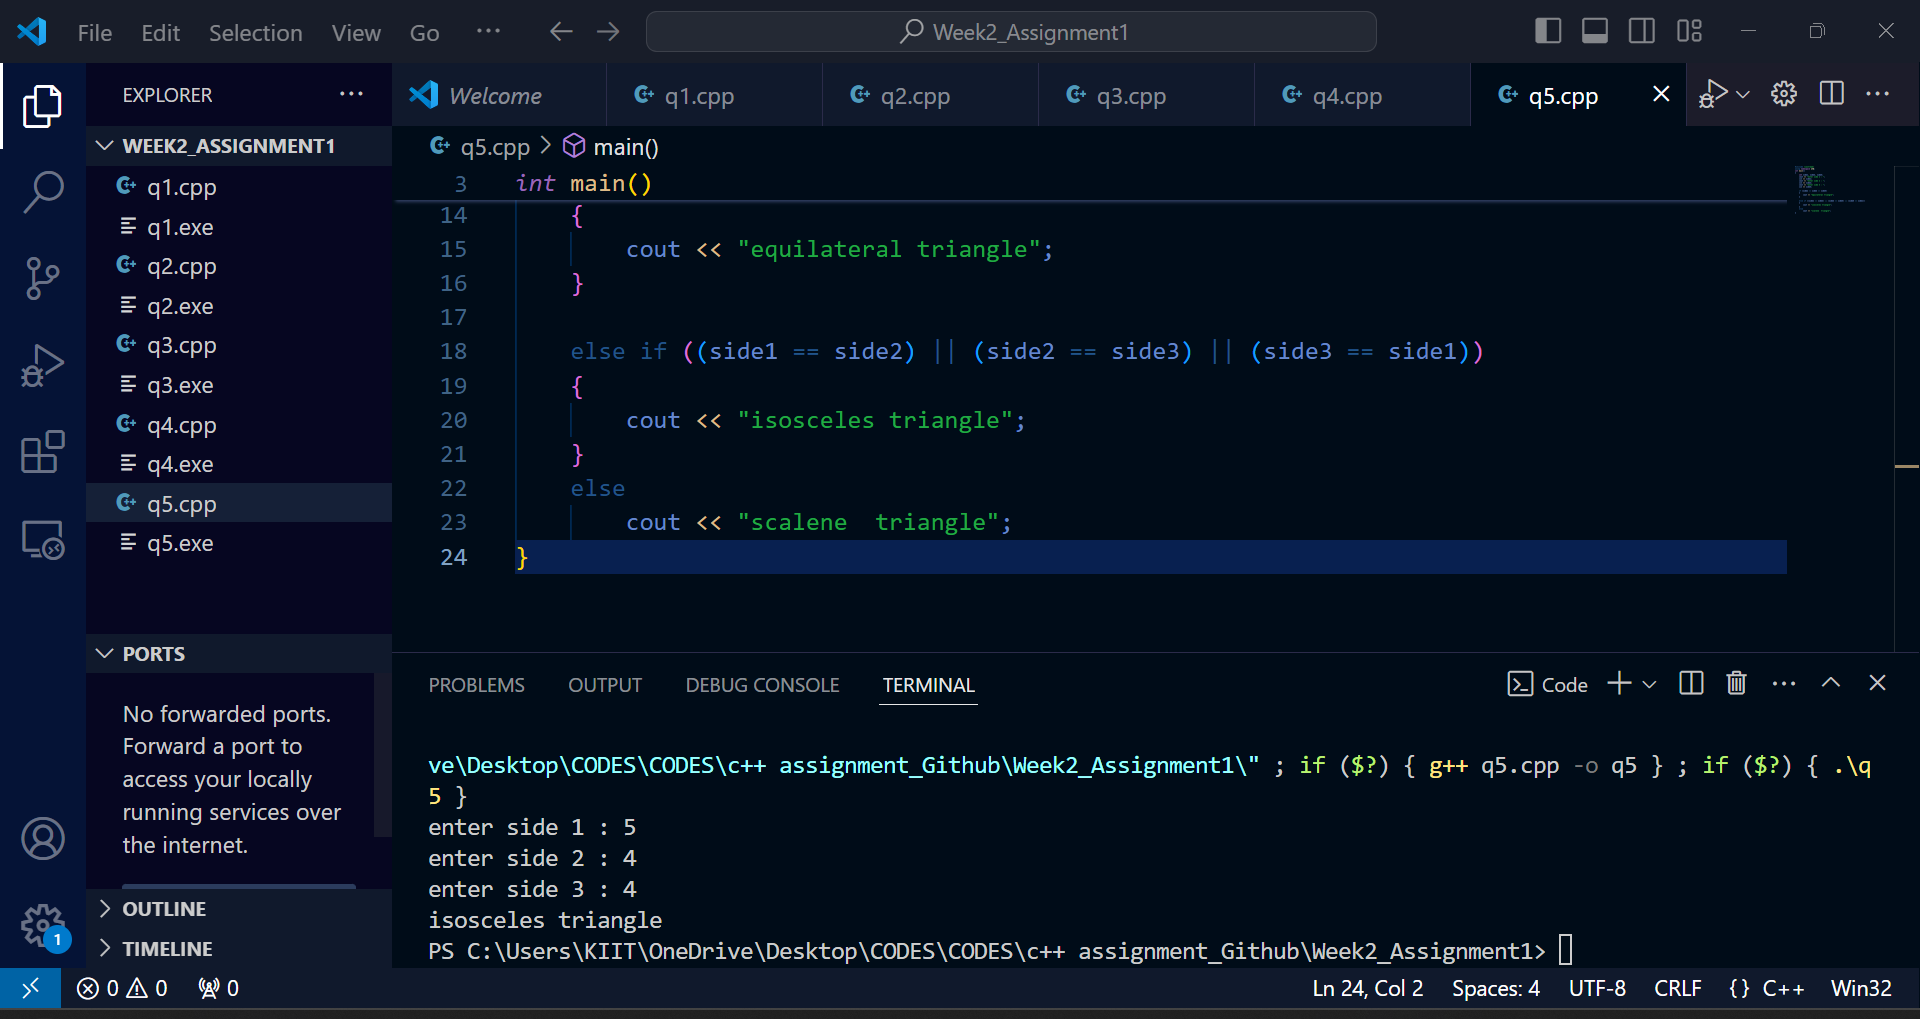 File Edit Selection View Go ··· Week2_Assignment1
EXPLORER ···
WEEK2_ASSIGNMENT1
q1.cpp
q1.exe
q2.cpp
q2.exe
q3.cpp
q3.exe
q4.cpp
q4.exe
q5.cpp
q5.exe
PORTS
No forwarded ports.
Forward a port to
access your locally
running services over
the internet.
OUTLINE
TIMELINE
1
Welcome q1.cpp q2.cpp q3.cpp q4.cpp q5.cpp
q5.cpp > main()
3 int main()
14 {
15 cout << "equilateral triangle";
16 }
17
18 else if ((side1 == side2) || (side2 == side3) || (side3 == side1))
19 {
20 cout << "isosceles triangle";
21 }
22 else
23 cout << "scalene  triangle";
24 }
PROBLEMS OUTPUT DEBUG CONSOLE TERMINAL Code
ve\Desktop\CODES\CODES\c++ assignment_Github\Week2_Assignment1\" ; if ($?) { g++ q5.cpp -o q5 } ; if ($?) { .\q
5 }
enter side 1 : 5
enter side 2 : 4
enter side 3 : 4
isosceles triangle
PS C:\Users\KIIT\OneDrive\Desktop\CODES\CODES\c++ assignment_Github\Week2_Assignment1>
0 0 0 Ln 24, Col 2 Spaces: 4 UTF-8 CRLF {} C++ Win32